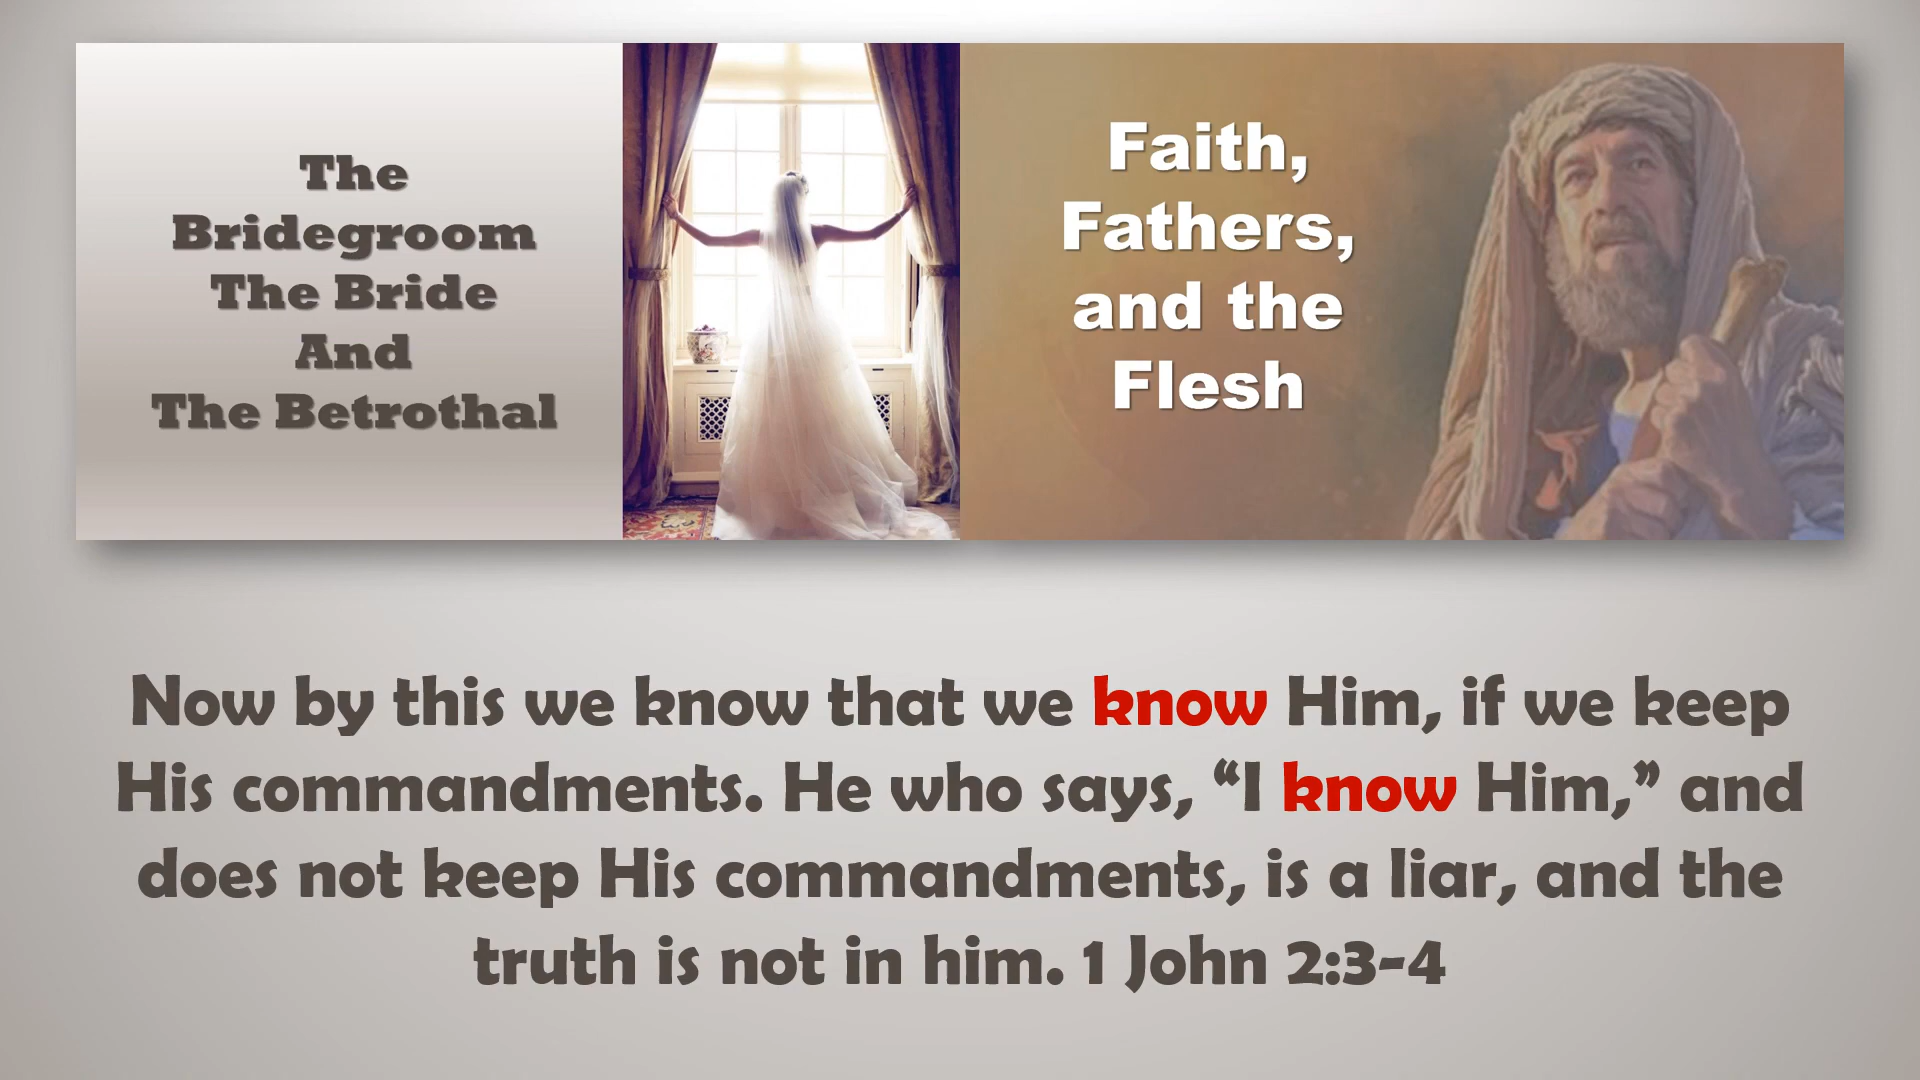 The
Bridegroom
The Bride
And
The Betrothal
Faith,
Fathers,
and the
Flesh
Now by this we know that we know Him, if we keep
His commandments. He who says, “I know Him,” and
does not keep His commandments, is a liar, and the
truth is not in him. 1 John 2:3-4